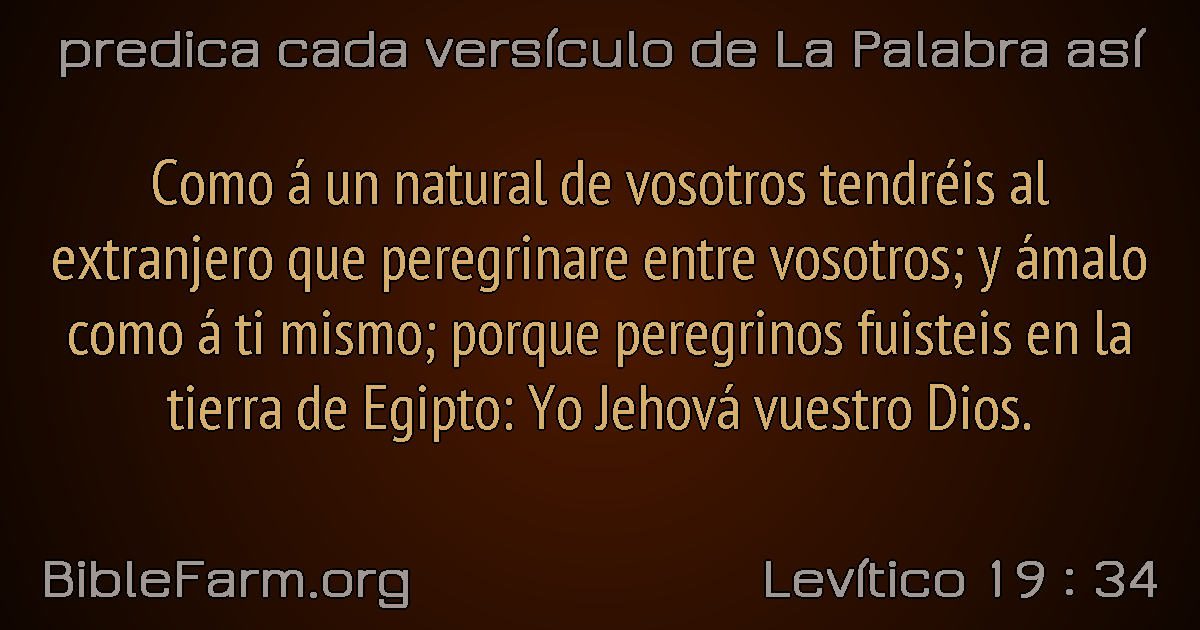 predica cada versículo de La Palabra así
Como á un natural de vosotros tendréis al
extranjero que peregrinare entre vosotros; y ámalo
como á ti mismo; porque peregrinos fuisteis en la
tierra de Egipto: Yo Jehová vuestro Dios.
BibleFarm.org
Levítico 19 : 34